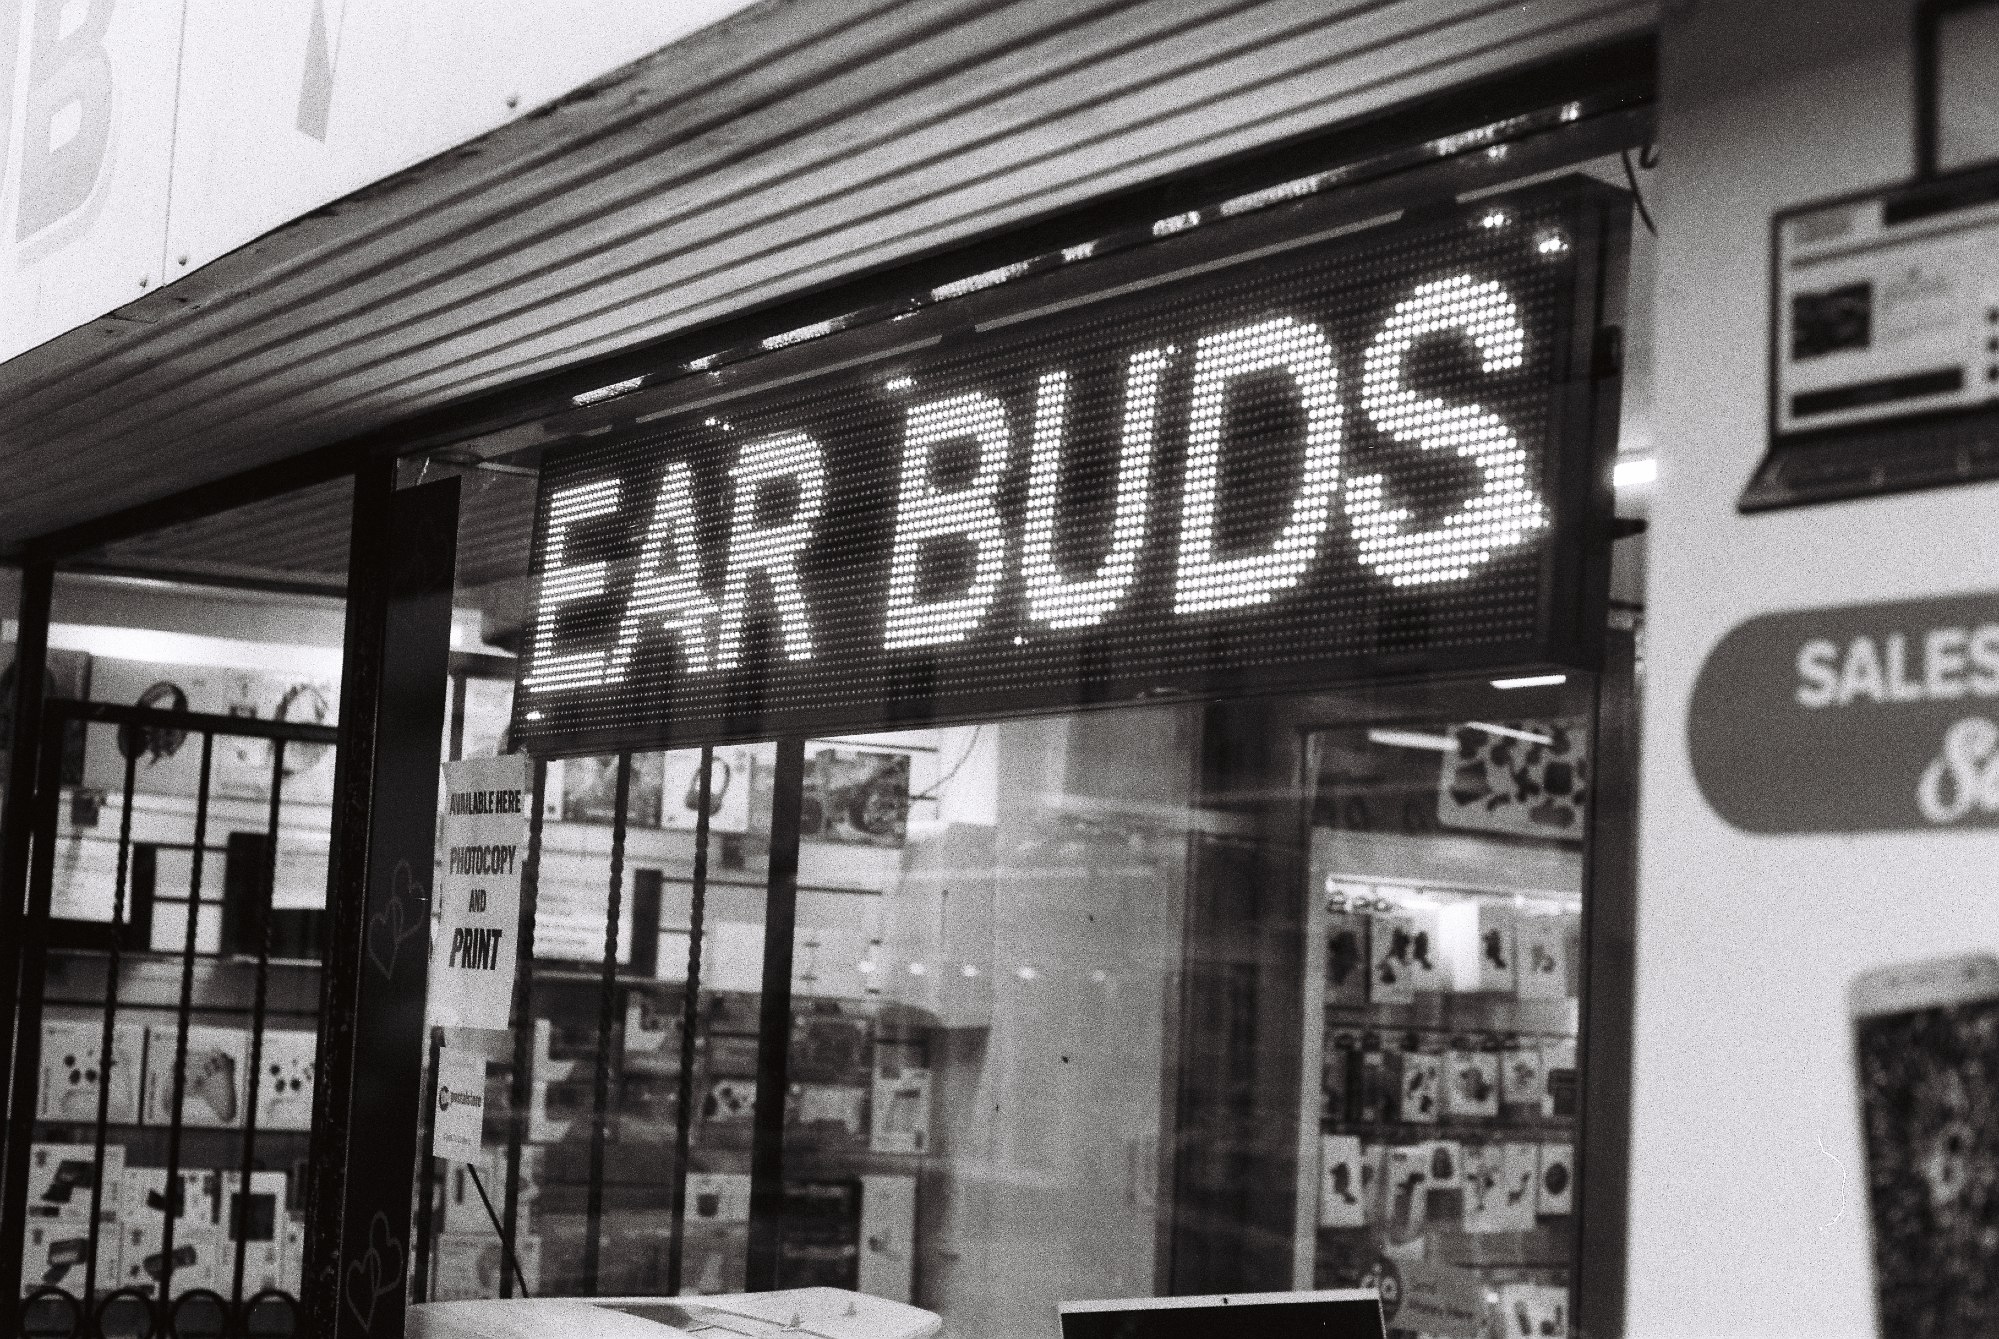 EAR BUDS
AVAILABLE HERE
PHOTOCOPY
AND
PRINT
SALES
&